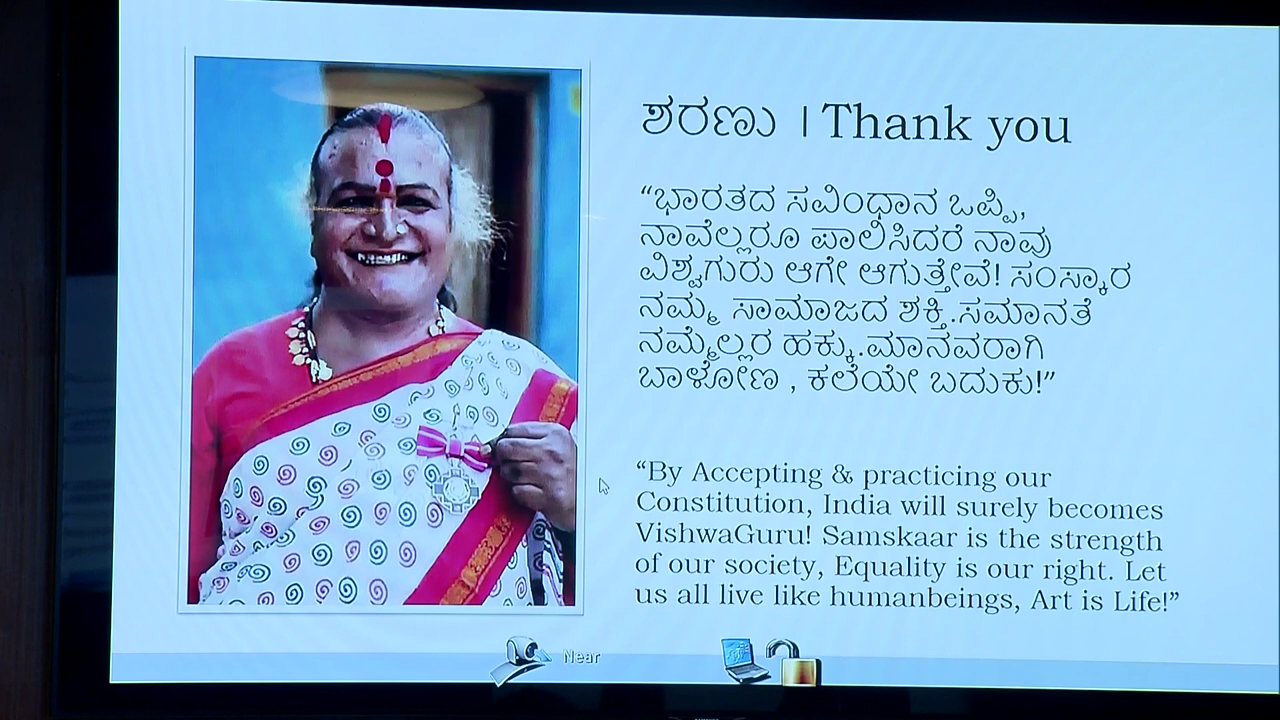 ಶರಣು । Thank you
“ಭಾರತದ ಸವಿಂಧಾನ ಒಪ್ಪಿ,
ನಾವೆಲ್ಲರೂ ಪಾಲಿಸಿದರೆ ನಾವು
ವಿಶ್ವಗುರು ಆಗೇ ಆಗುತ್ತೇವೆ! ಸಂಸ್ಕಾರ
ನಮ್ಮ ಸಾಮಾಜದ ಶಕ್ತಿ.ಸಮಾನತೆ
ನಮ್ಮೆಲ್ಲರ ಹಕ್ಕು.ಮಾನವರಾಗಿ
ಬಾಳೋಣ , ಕಲೆಯೇ ಬದುಕು!”
“By Accepting & practicing our
Constitution, India will surely becomes
VishwaGuru! Samskaar is the strength
of our society, Equality is our right. Let
us all live like humanbeings, Art is Life!”
Near